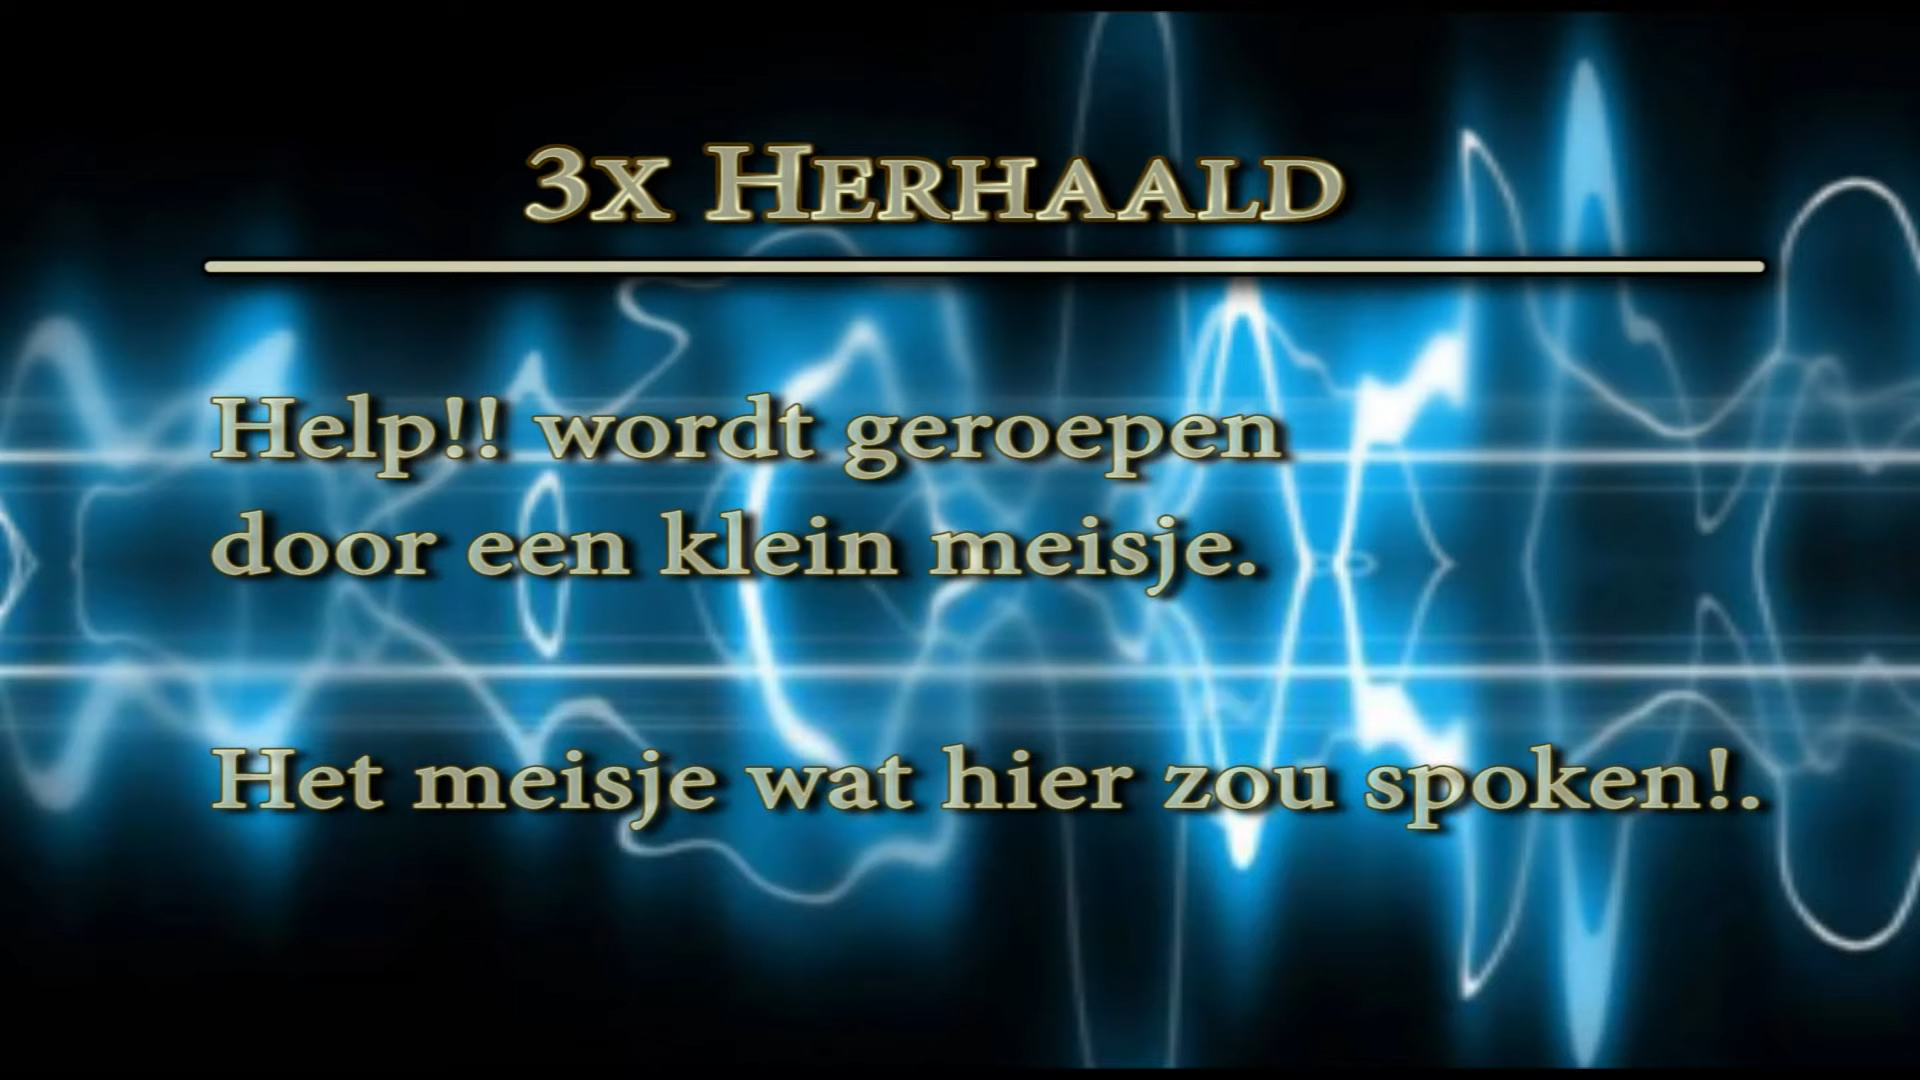 3x Herhaald
Help!! wordt geroepen
door een klein meisje.
Het meisje wat hier zou spoken!.